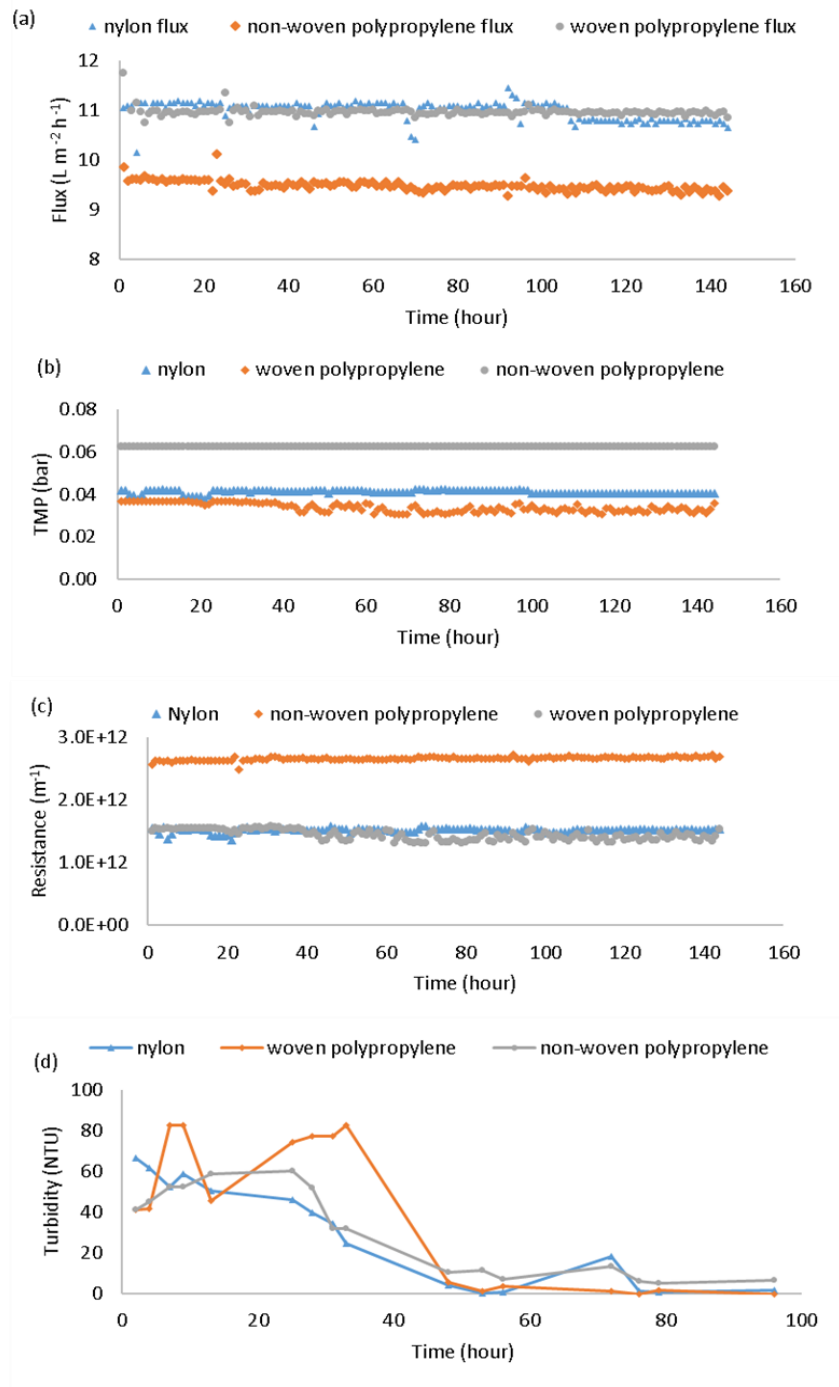 (a)
nylon flux non-woven polypropylene flux woven polypropylene flux
12
11
10
9
8
Flux (L m⁻² h⁻¹)
0 20 40 60 80 100 120 140 160
Time (hour)
(b)
nylon woven polypropylene non-woven polypropylene
0.08
0.06
0.04
0.02
0.00
TMP (bar)
0 20 40 60 80 100 120 140 160
Time (hour)
(c)
Nylon non-woven polypropylene woven polypropylene
3.0E+12
2.0E+12
1.0E+12
0.0E+00
Resistance (m⁻¹)
0 20 40 60 80 100 120 140 160
Time (hour)
(d)
nylon woven polypropylene non-woven polypropylene
100
80
60
40
20
0
Turbidity (NTU)
0 20 40 60 80 100
Time (hour)